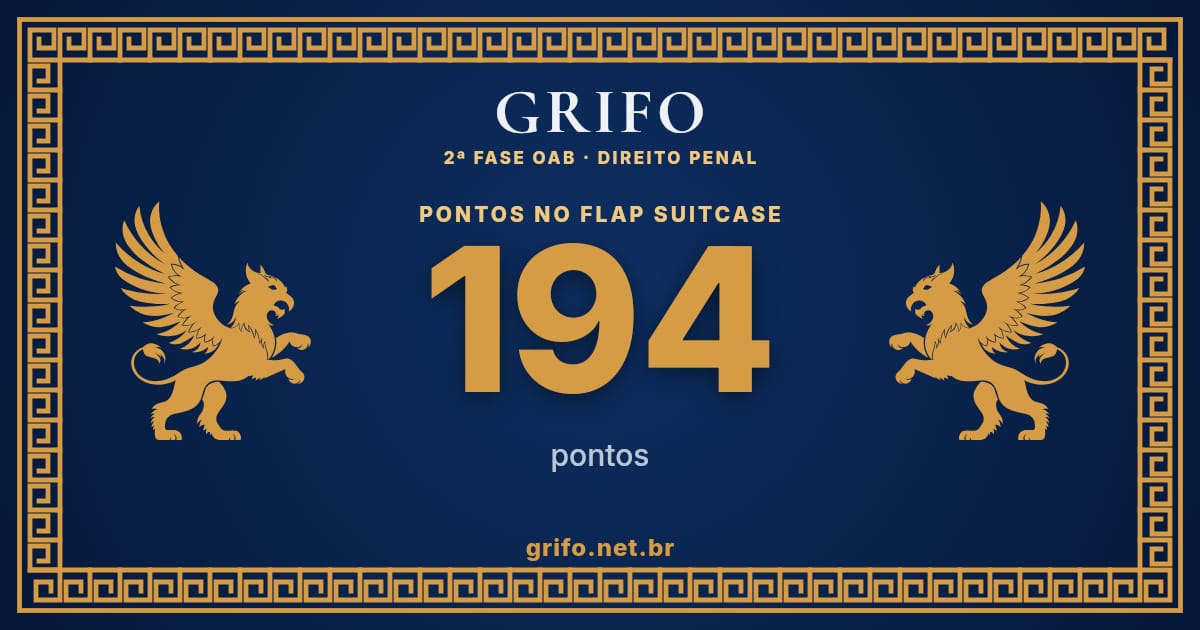 GRIFO
2ª FASE OAB · DIREITO PENAL
PONTOS NO FLAP SUITCASE
194
pontos
grifo.net.br